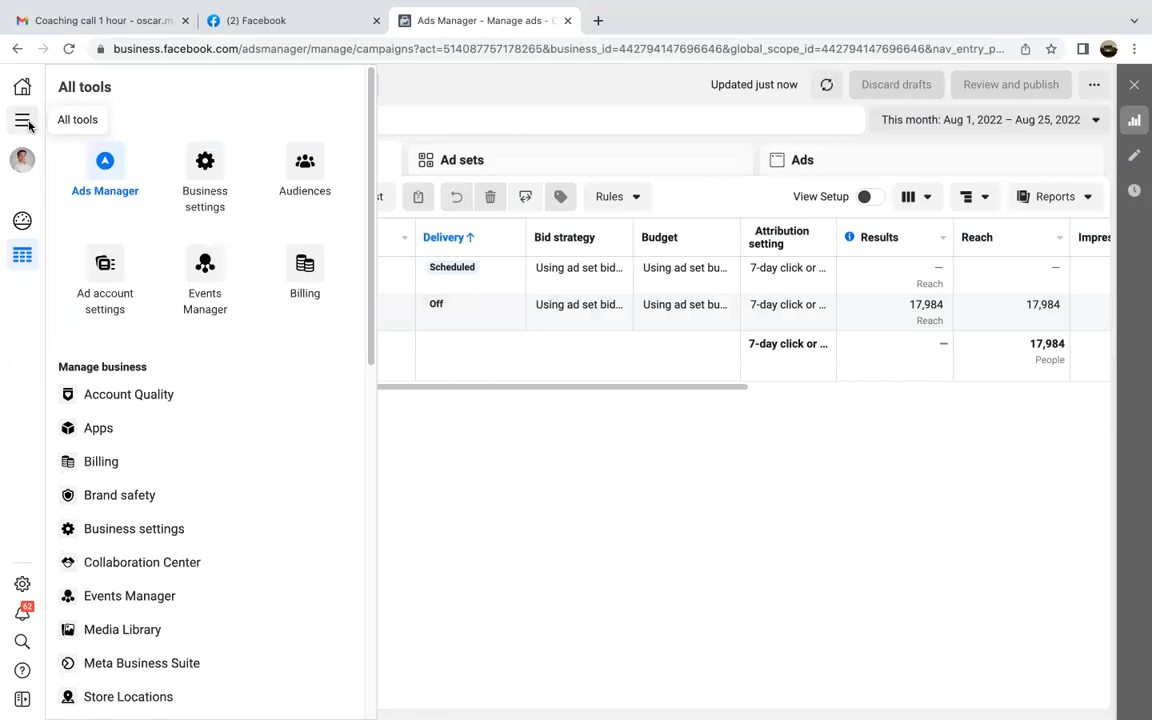 Coaching call 1 hour - oscar.m
(2) Facebook
Ads Manager - Manage ads - C
business.facebook.com/adsmanager/manage/campaigns?act=514087757178265&business_id=442794147696646&global_scope_id=442794147696646&nav_entry_p...
All tools
Updated just now
Discard drafts
Review and publish
All tools
This month: Aug 1, 2022 – Aug 25, 2022
Ad sets
Ads
Ads Manager
Business settings
Audiences
st
Rules
View Setup
Reports
Delivery ↑
Bid strategy
Budget
Attribution setting
Results
Reach
Impres
Scheduled
Using ad set bid...
Using ad set bu...
7-day click or ...
—
Reach
—
Off
Using ad set bid...
Using ad set bu...
7-day click or ...
17,984
Reach
17,984
7-day click or ...
—
17,984
People
Ad account settings
Events Manager
Billing
Manage business
Account Quality
Apps
Billing
Brand safety
Business settings
Collaboration Center
Events Manager
62
Media Library
Meta Business Suite
Store Locations